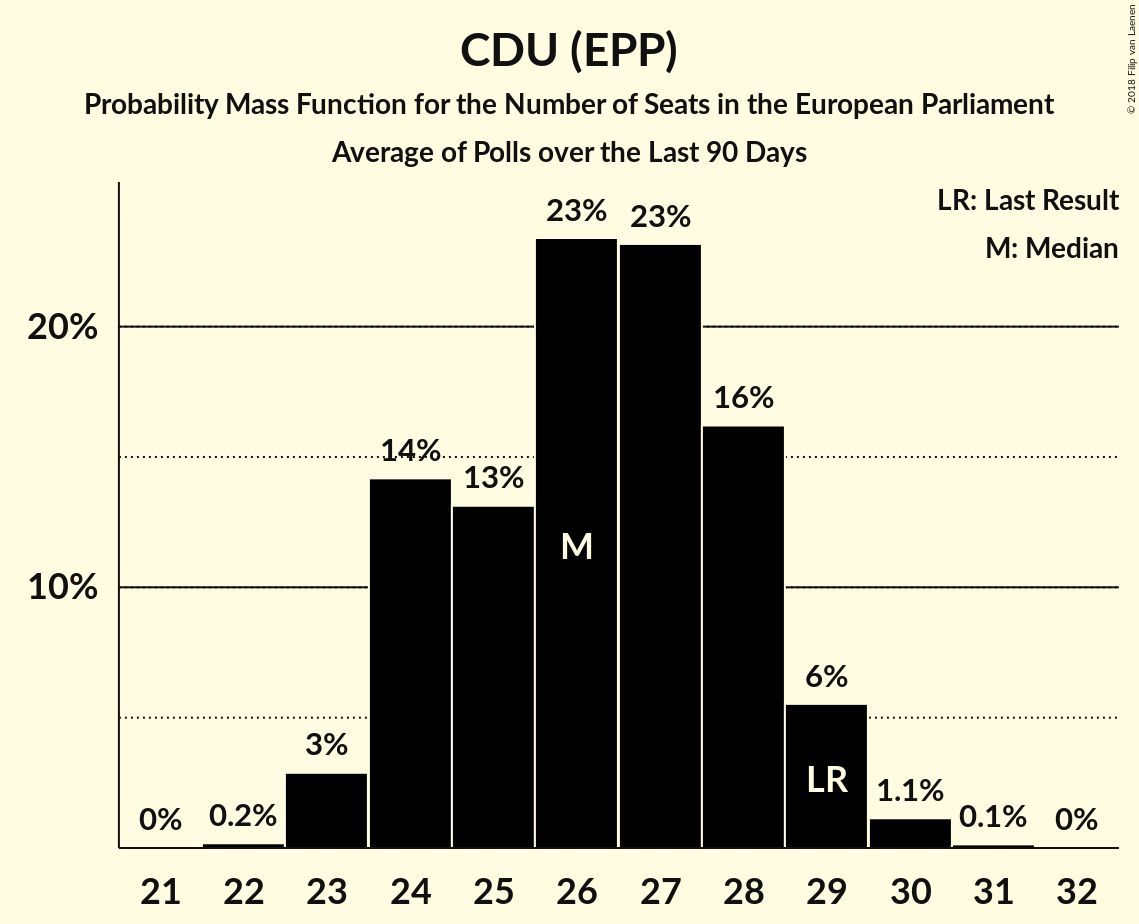 CDU (EPP)
Probability Mass Function for the Number of Seats in the European Parliament
Average of Polls over the Last 90 Days
© 2018 Filip van Laenen
LR: Last Result
M: Median
20%
10%
0%
0.2%
3%
14%
13%
23%
23%
16%
6%
1.1%
0.1%
0%
M
LR
21 22 23 24 25 26 27 28 29 30 31 32